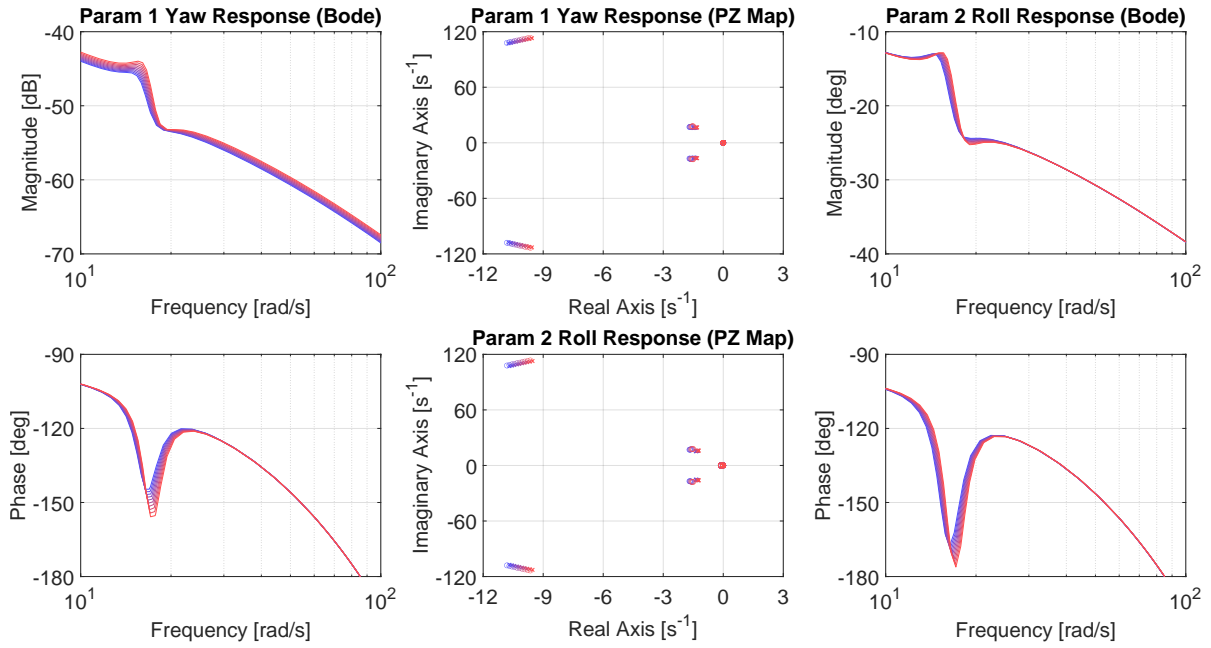 Param 1 Yaw Response (Bode)
-40
-50
-60
-70
Magnitude [dB]
10^1
10^2
Frequency [rad/s]
Param 1 Yaw Response (PZ Map)
120
60
0
-60
-120
Imaginary Axis [s^-1]
-12
-9
-6
-3
0
3
Real Axis [s^-1]
Param 2 Roll Response (Bode)
-10
-20
-30
-40
Magnitude [deg]
10^1
10^2
Frequency [rad/s]
-90
-120
-150
-180
Phase [deg]
10^1
10^2
Frequency [rad/s]
Param 2 Roll Response (PZ Map)
120
60
0
-60
-120
Imaginary Axis [s^-1]
-12
-9
-6
-3
0
3
Real Axis [s^-1]
-90
-120
-150
-180
Phase [deg]
10^1
10^2
Frequency [rad/s]